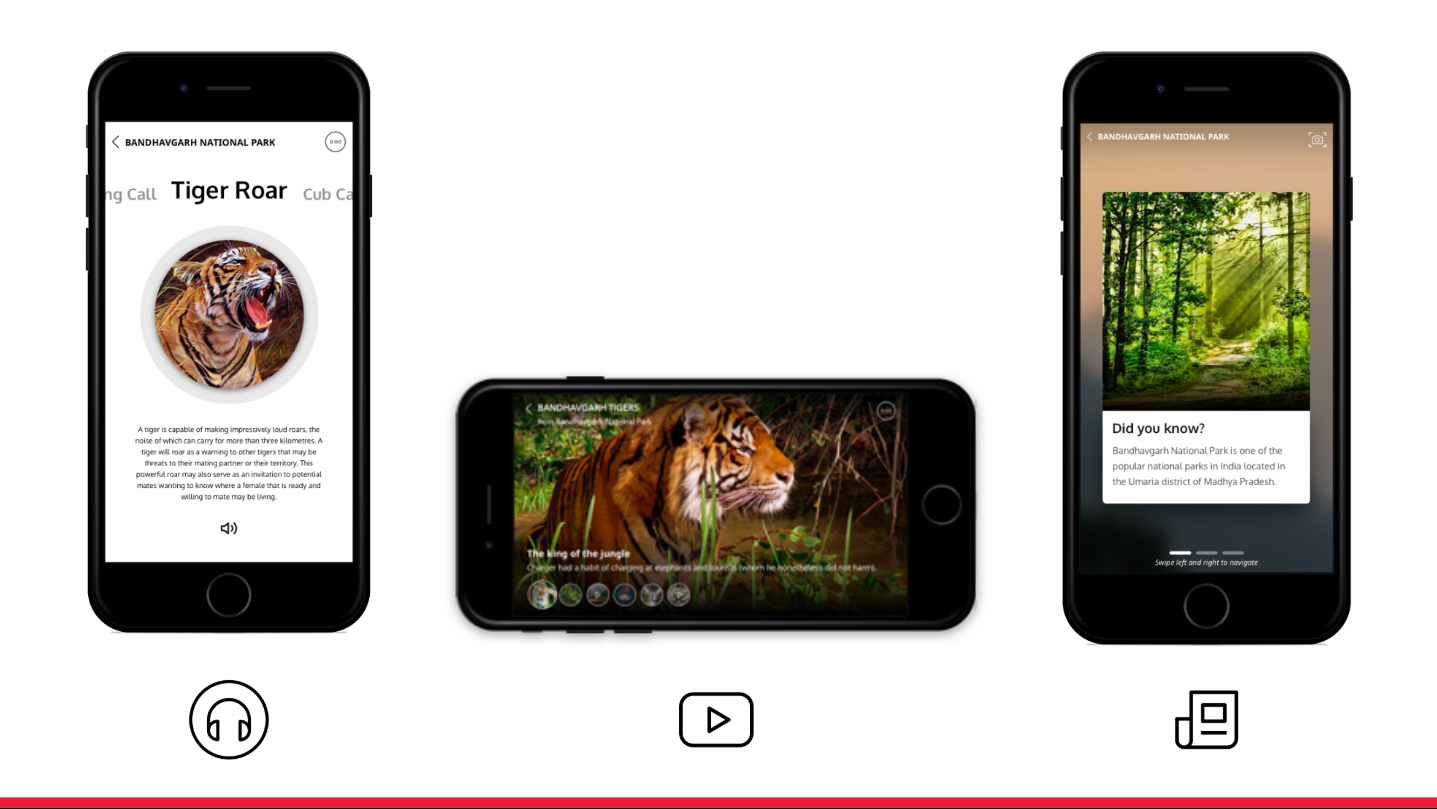 BANDHAVGARH NATIONAL PARK
ng Call Tiger Roar Cub Ca
A tiger is capable of making impressively loud roars, the
noise of which can carry for more than three kilometres. A
tiger will roar as a warning to other tigers that may be
threats to their mating partner or their territory. This
powerful roar may also serve as an invitation to potential
mates wanting to know where a female that is ready and
willing to mate may be living.
BANDHAVGARH TIGERS
from Bandhavgarh National Park
The king of the jungle
Charger had a habit of charging at elephants and tourists (whom he nonetheless did not harm).
BANDHAVGARH NATIONAL PARK
Did you know?
Bandhavgarh National Park is one of the
popular national parks in India located in
the Umaria district of Madhya Pradesh.
Swipe left and right to navigate